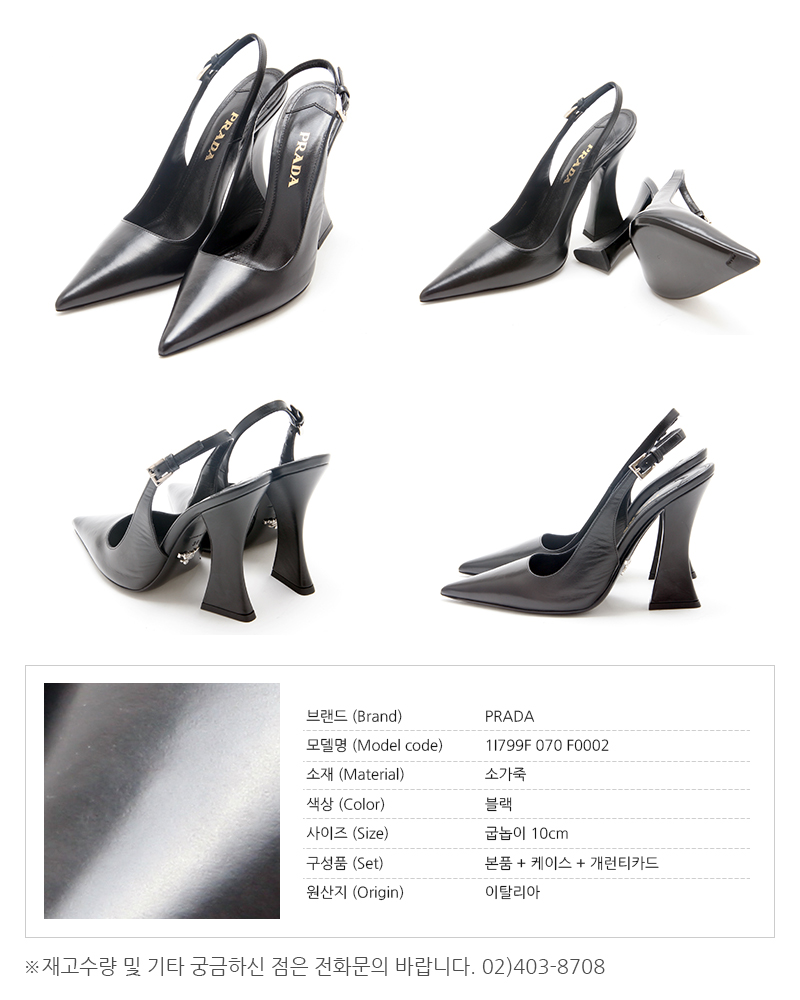 PRADA
PRADA
PRADA
브랜드 (Brand) PRADA
모델명 (Model code) 1I799F 070 F0002
소재 (Material) 소가죽
색상 (Color) 블랙
사이즈 (Size) 굽높이 10cm
구성품 (Set) 본품 + 케이스 + 개런티카드
원산지 (Origin) 이탈리아
※재고수량 및 기타 궁금하신 점은 전화문의 바랍니다. 02)403-8708